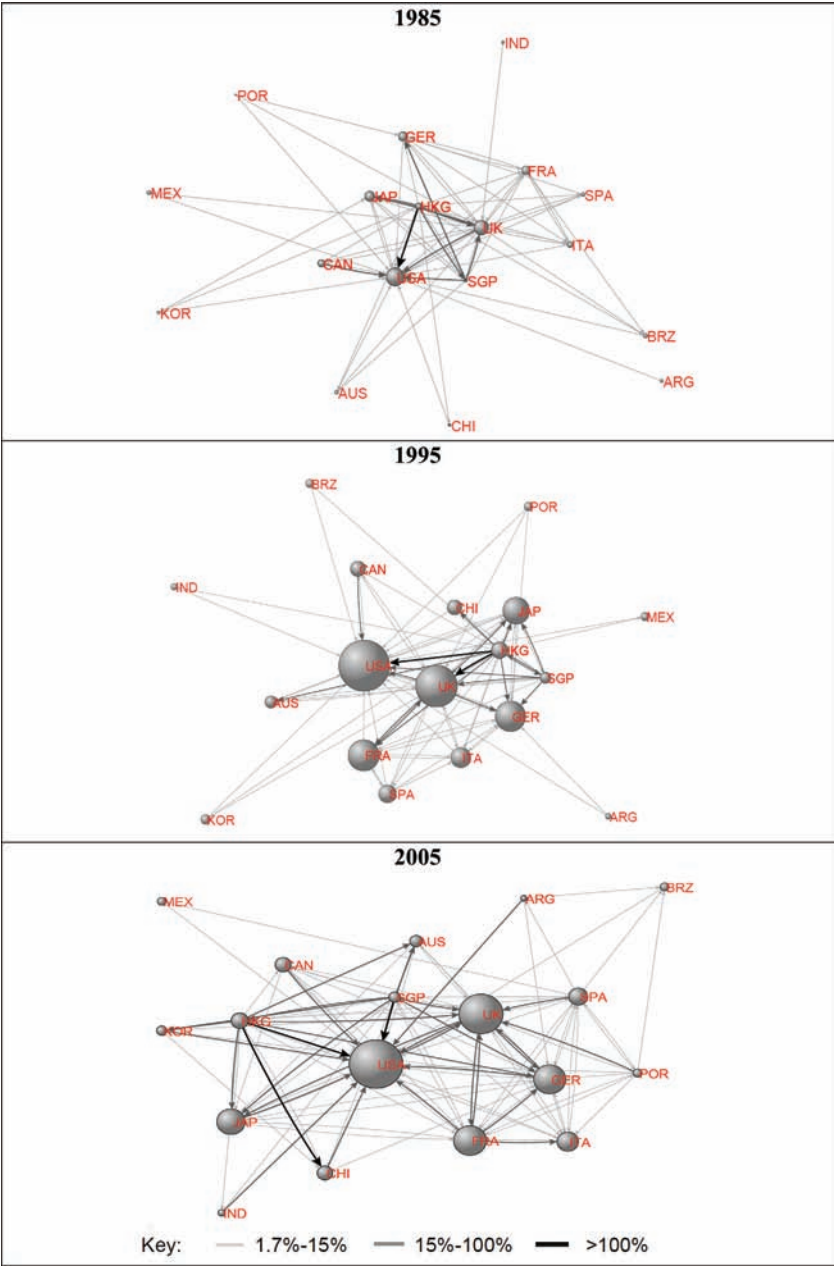 1985
IND
POR
GER
FRA
MEX
JAP
HKG
SPA
UK
ITA
CAN
USA
SGP
KOR
BRZ
AUS
ARG
CHI
1995
BRZ
POR
CAN
IND
CHI
JAP
MEX
HKG
USA
SGP
UK
AUS
GER
FRA
ITA
SPA
KOR
ARG
2005
MEX
ARG
BRZ
AUS
CAN
SGP
SPA
UK
HKG
KOR
USA
GER
POR
JAP
FRA
ITA
CHI
IND
Key: 1.7%-15% 15%-100% >100%